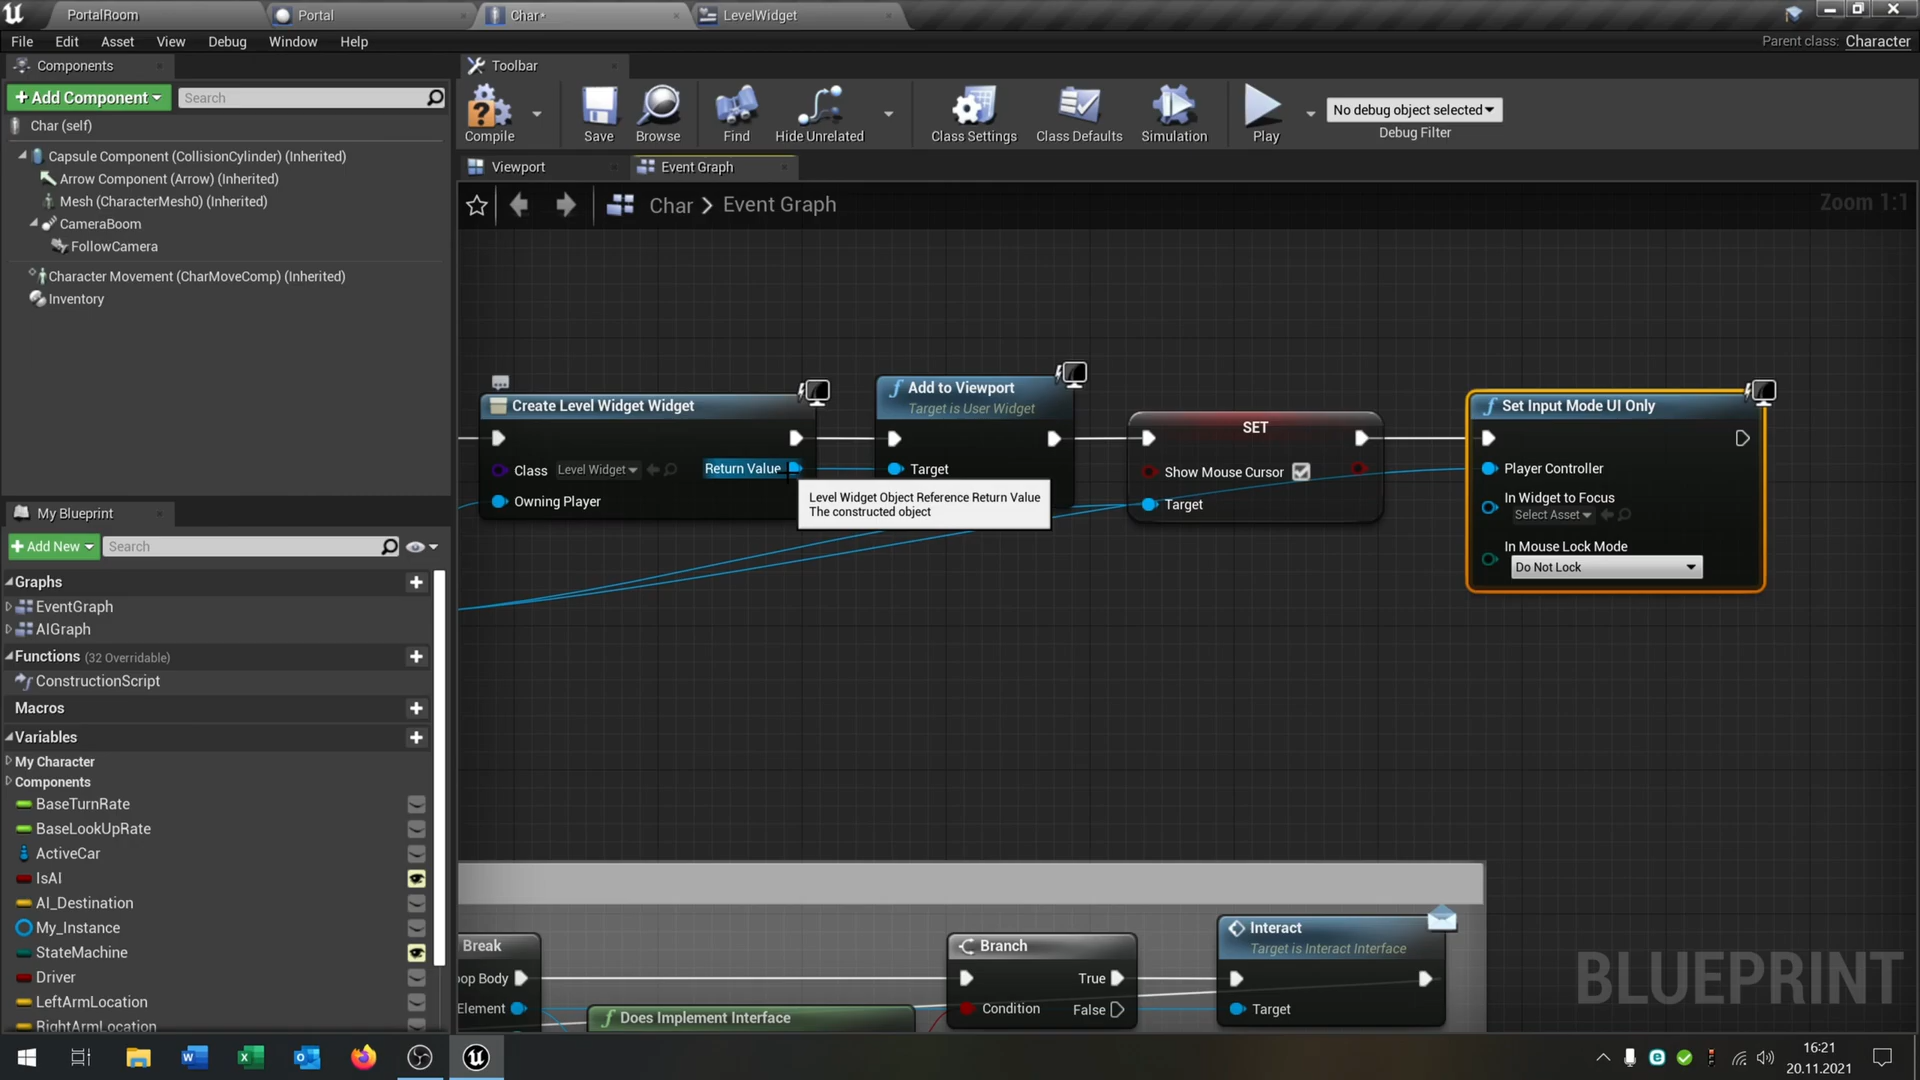 PortalRoom
Portal
Char*
LevelWidget
File
Edit
Asset
View
Debug
Window
Help
Parent class: Character
Components
Toolbar
+ Add Component
Search
Char (self)
Capsule Component (CollisionCylinder) (Inherited)
Arrow Component (Arrow) (Inherited)
Mesh (CharacterMesh0) (Inherited)
CameraBoom
FollowCamera
Character Movement (CharMoveComp) (Inherited)
Inventory
Compile
Save
Browse
Find
Hide Unrelated
Class Settings
Class Defaults
Simulation
Play
No debug object selected
Debug Filter
Viewport
Event Graph
Char > Event Graph
Zoom 1:1
Create Level Widget Widget
Class Level Widget
Return Value
Owning Player
Add to Viewport
Target is User Widget
Target
Level Widget Object Reference Return Value
The constructed object
SET
Show Mouse Cursor
Target
Set Input Mode UI Only
Player Controller
In Widget to Focus
Select Asset
In Mouse Lock Mode
Do Not Lock
My Blueprint
+ Add New
Search
Graphs
EventGraph
AIGraph
Functions (32 Overridable)
ConstructionScript
Macros
Variables
My Character
Components
BaseTurnRate
BaseLookUpRate
ActiveCar
IsAI
AI_Destination
My_Instance
StateMachine
Driver
LeftArmLocation
RightArmLocation
Break
oop Body
Element
Does Implement Interface
Branch
True
Condition
False
Interact
Target is Interact Interface
Target
BLUEPRINT
16:21
20.11.2021